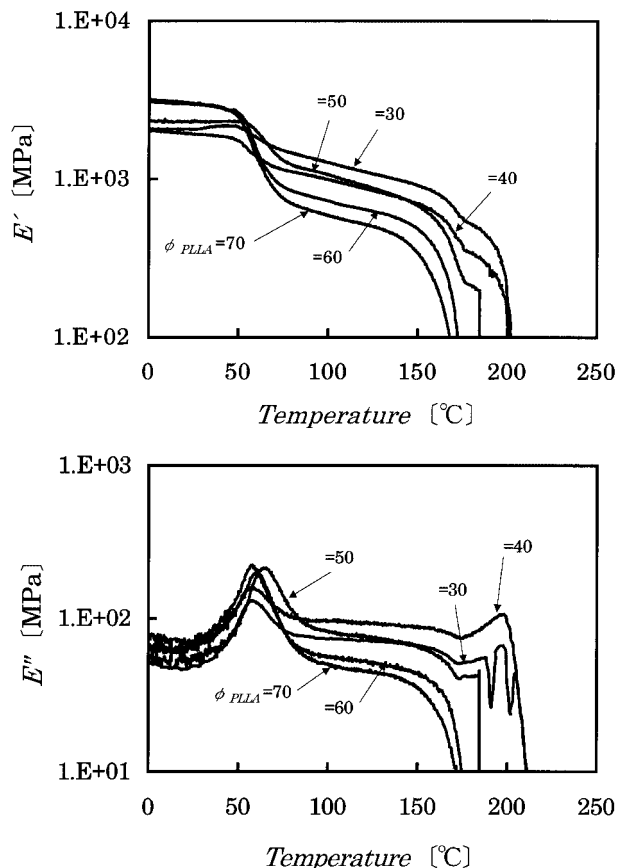 1.E+04
=50
=30
E′ [MPa]
1.E+03
=40
ϕ PLLA=70
=60
1.E+02
0 50 100 150 200 250
Temperature [℃]
1.E+03
=50
=40
=30
E″ [MPa]
1.E+02
ϕ PLLA=70
=60
1.E+01
0 50 100 150 200 250
Temperature [℃]